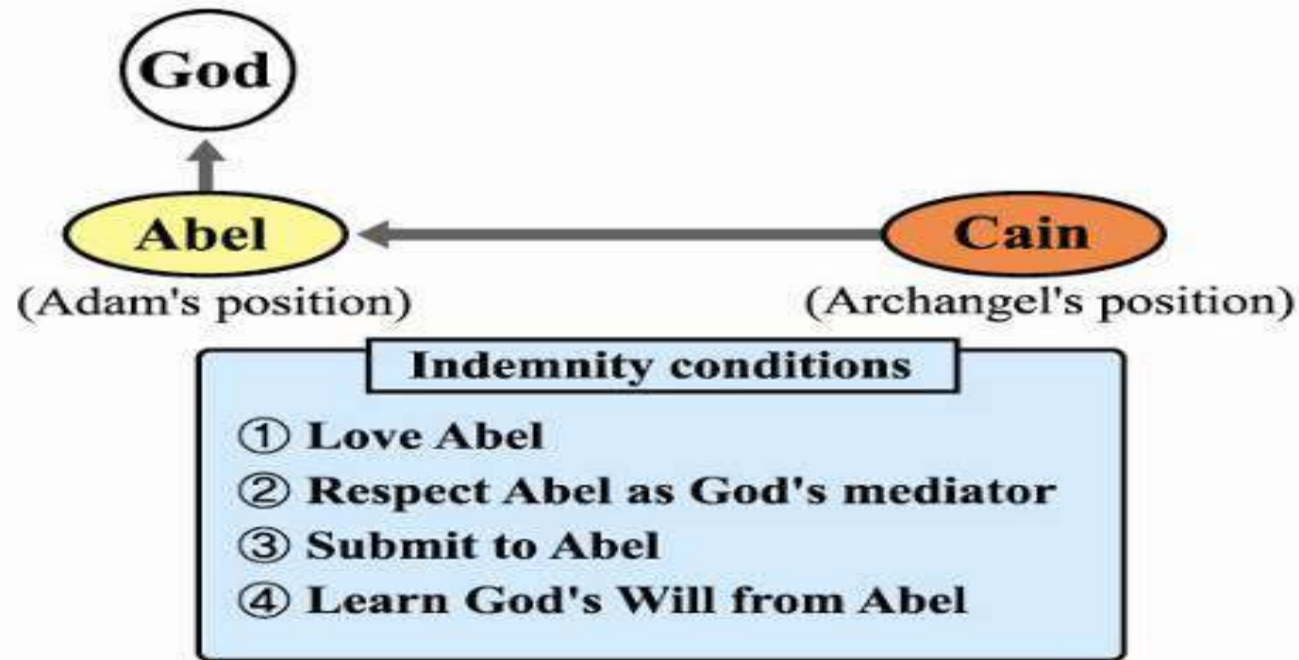 God
Abel
Cain
(Adam's position)
(Archangel's position)
Indemnity conditions
① Love Abel
② Respect Abel as God's mediator
③ Submit to Abel
④ Learn God's Will from Abel